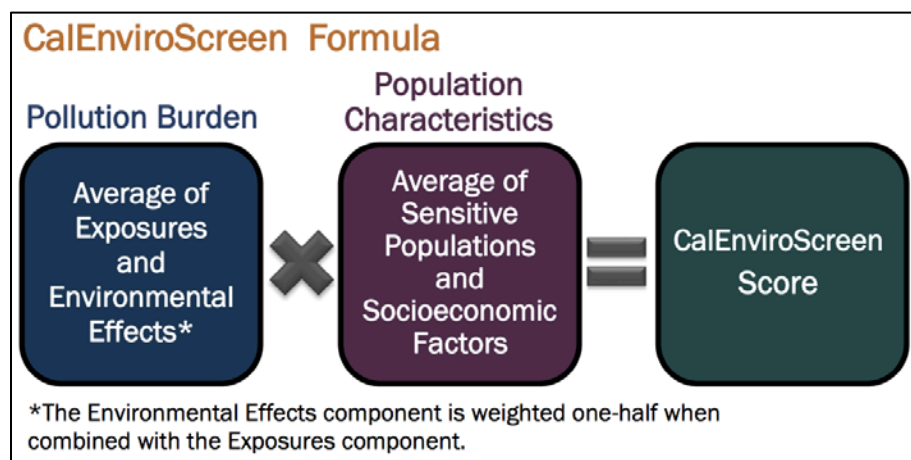 CalEnviroScreen Formula
Pollution Burden
Population
Characteristics
Average of
Exposures
and
Environmental
Effects*
Average of
Sensitive
Populations
and
Socioeconomic
Factors
CalEnviroScreen
Score
*The Environmental Effects component is weighted one-half when
combined with the Exposures component.